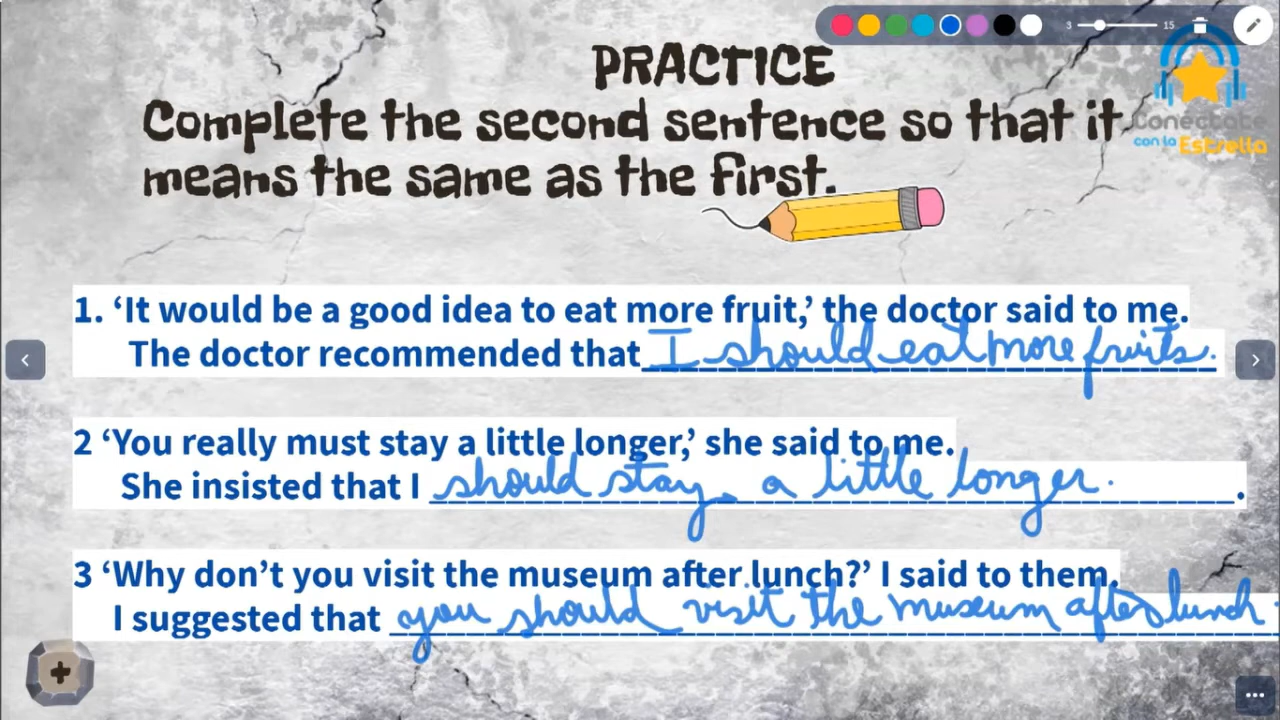 3 15
PRACTICE
Complete the second sentence so that it
means the same as the first.
Conéctate
con la Estrella
1. ‘It would be a good idea to eat more fruit,’ the doctor said to me.
The doctor recommended that I should eat more fruits.
2 ‘You really must stay a little longer,’ she said to me.
She insisted that I should stay a little longer. .
3 ‘Why don’t you visit the museum after lunch?’ I said to them.
I suggested that you should visit the museum after lunch